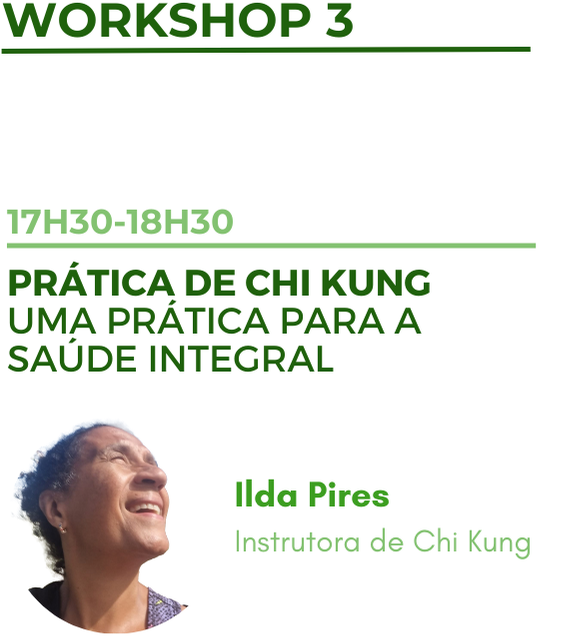 WORKSHOP 3
17H30-18H30
PRÁTICA DE CHI KUNG
UMA PRÁTICA PARA A
SAÚDE INTEGRAL
Ilda Pires
Instrutora de Chi Kung